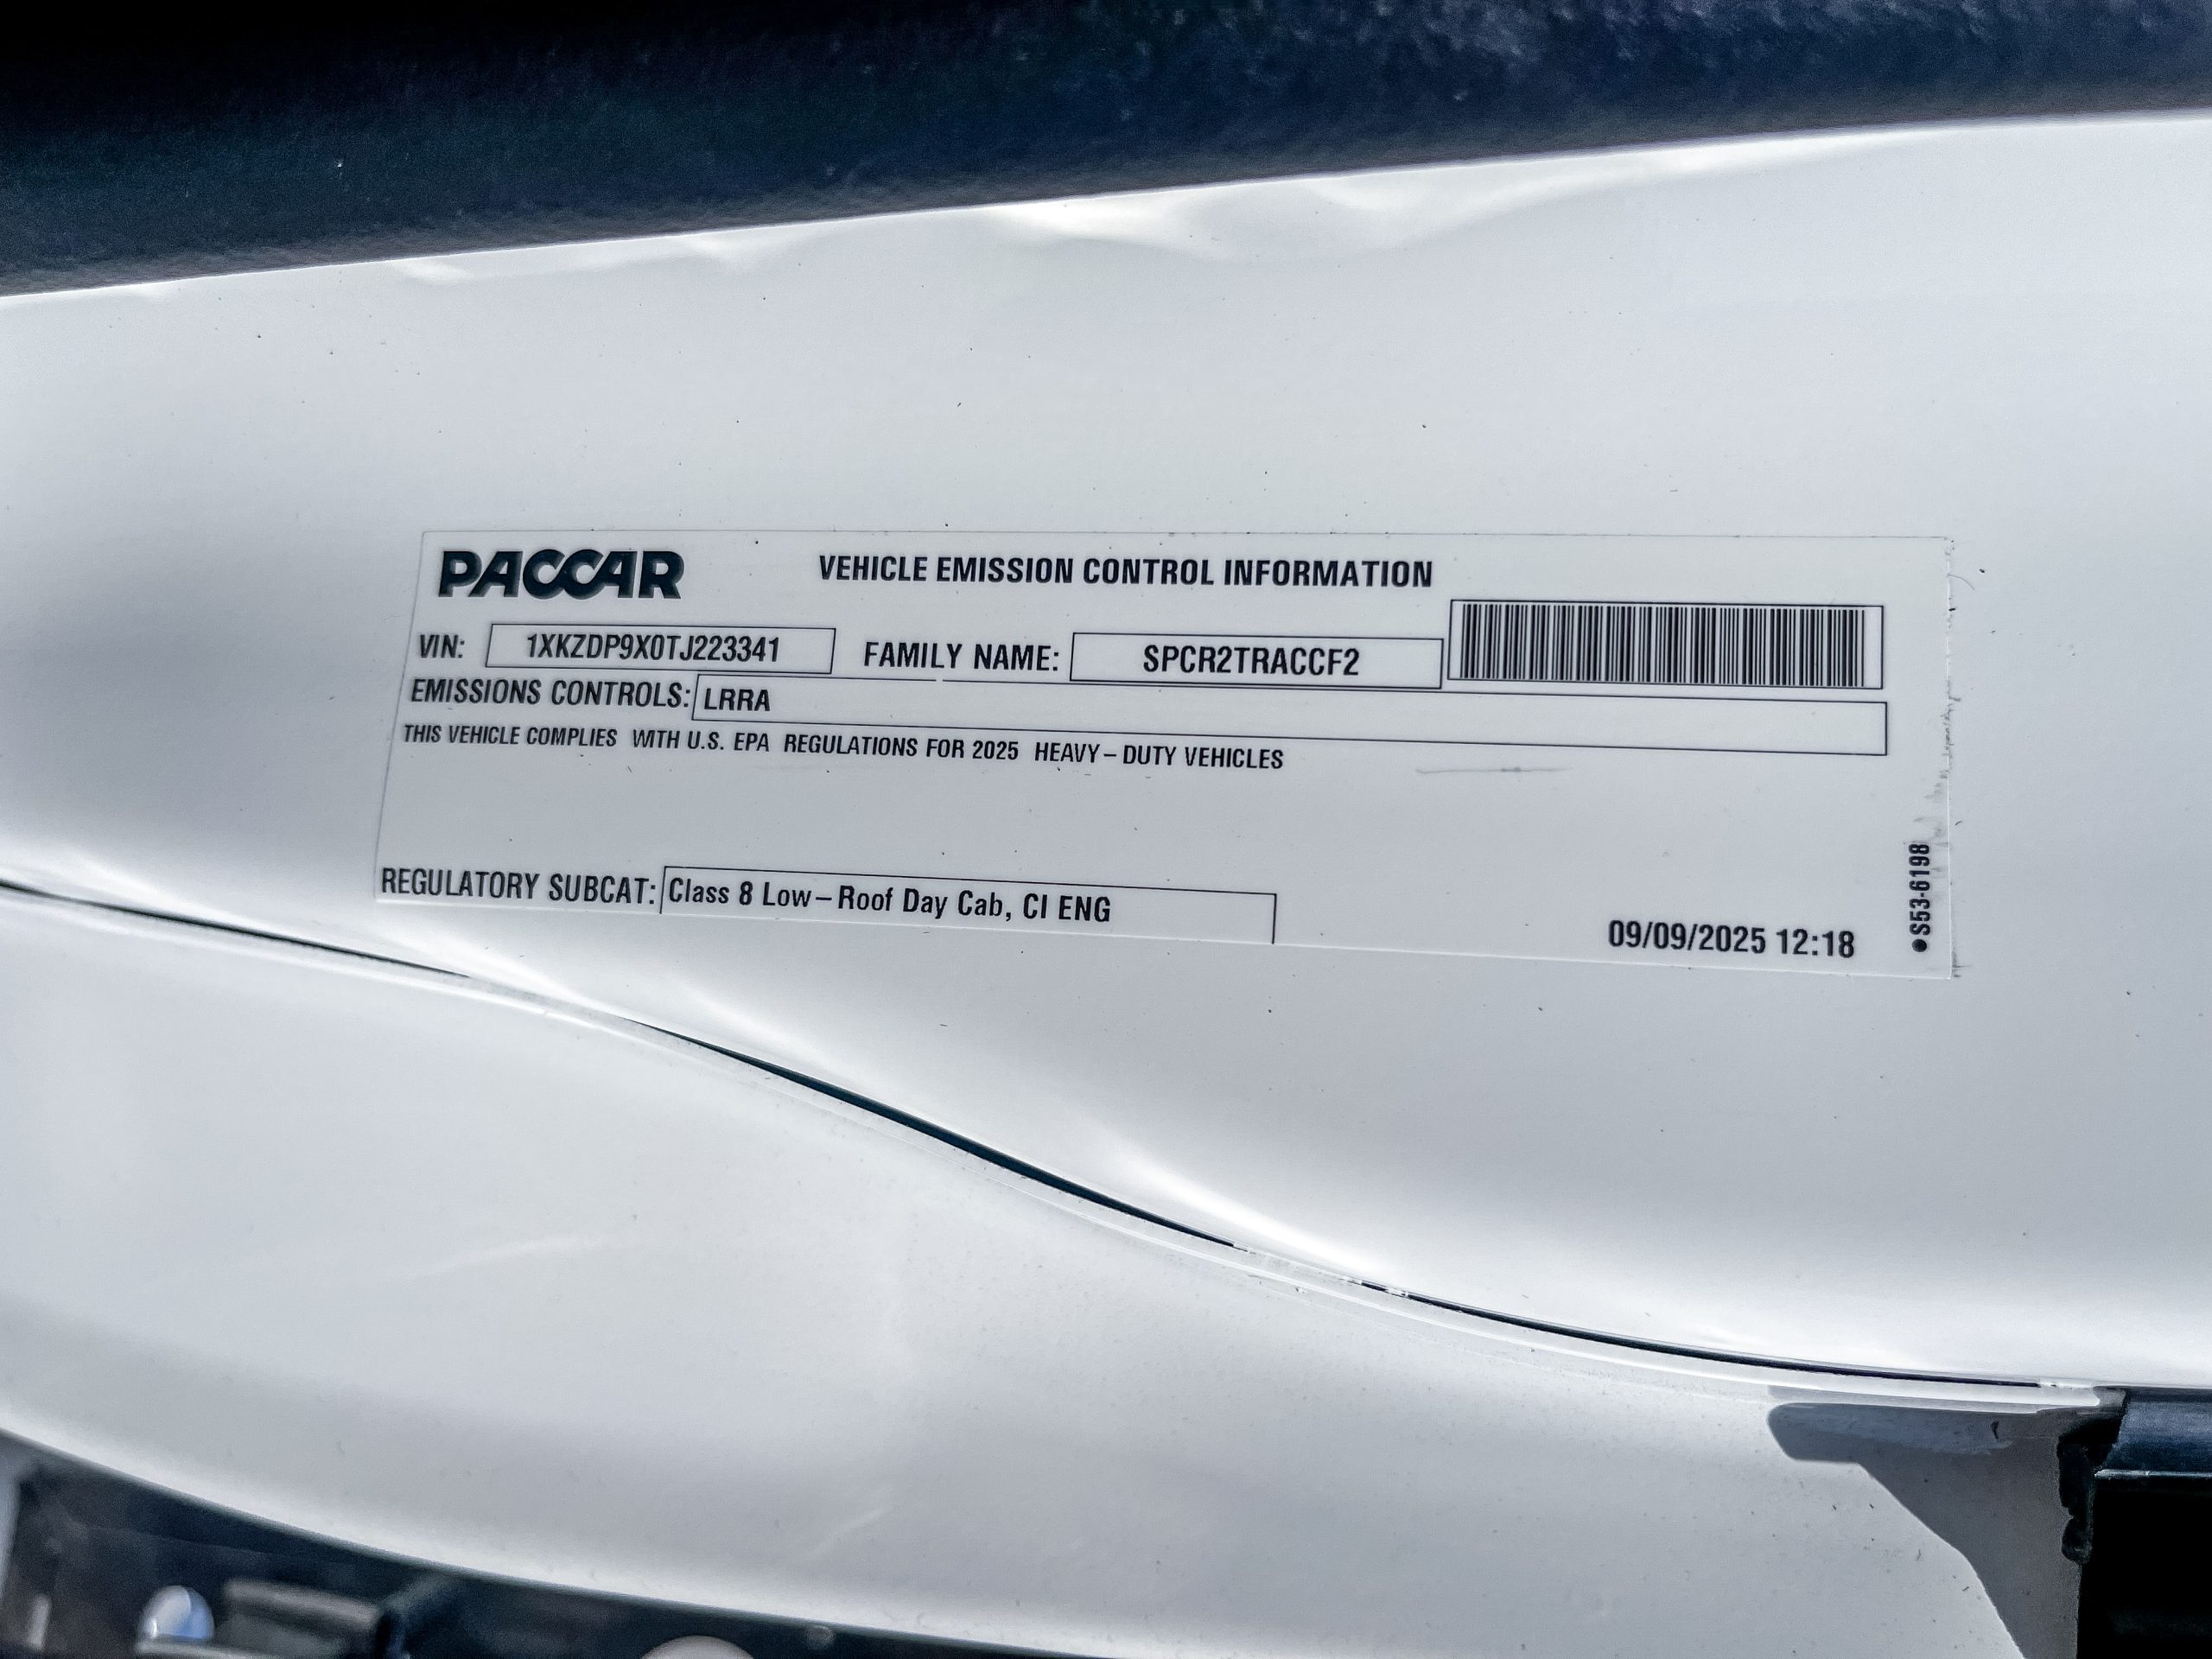 PACCAR VEHICLE EMISSION CONTROL INFORMATION
VIN: 1XKZDP9X0TJ223341 FAMILY NAME: SPCR2TRACCF2
EMISSIONS CONTROLS: LRRA
THIS VEHICLE COMPLIES WITH U.S. EPA REGULATIONS FOR 2025 HEAVY-DUTY VEHICLES
REGULATORY SUBCAT: Class 8 Low-Roof Day Cab, CI ENG
09/09/2025 12:18
●S53-6198